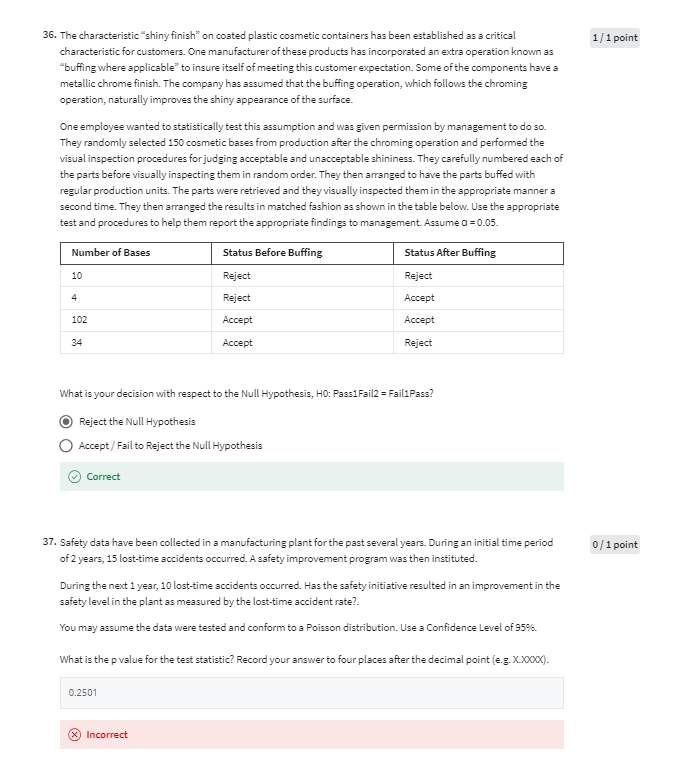 36. The characteristic “shiny finish” on coated plastic cosmetic containers has been established as a critical
1 / 1 point
characteristic for customers. One manufacturer of these products has incorporated an extra operation known as
“buffing where applicable” to insure itself of meeting this customer expectation. Some of the components have a
metallic chrome finish. The company has assumed that the buffing operation, which follows the chroming
operation, naturally improves the shiny appearance of the surface.
One employee wanted to statistically test this assumption and was given permission by management to do so.
They randomly selected 150 cosmetic bases from production after the chroming operation and performed the
visual inspection procedures for judging acceptable and unacceptable shininess. They carefully numbered each of
the parts before visually inspecting them in random order. They then arranged to have the parts buffed with
regular production units. The parts were retrieved and they visually inspected them in the appropriate manner a
second time. They then arranged the results in matched fashion as shown in the table below. Use the appropriate
test and procedures to help them report the appropriate findings to management. Assume α = 0.05.
Number of Bases Status Before Buffing Status After Buffing
10 Reject Reject
4 Reject Accept
102 Accept Accept
34 Accept Reject
What is your decision with respect to the Null Hypothesis, H0: Pass1Fail2 = Fail1Pass?
Reject the Null Hypothesis
Accept / Fail to Reject the Null Hypothesis
Correct
37. Safety data have been collected in a manufacturing plant for the past several years. During an initial time period
0 / 1 point
of 2 years, 15 lost-time accidents occurred. A safety improvement program was then instituted.
During the next 1 year, 10 lost-time accidents occurred. Has the safety initiative resulted in an improvement in the
safety level in the plant as measured by the lost-time accident rate?.
You may assume the data were tested and conform to a Poisson distribution. Use a Confidence Level of 95%.
What is the p value for the test statistic? Record your answer to four places after the decimal point (e.g. X.XXXX).
0.2501
Incorrect